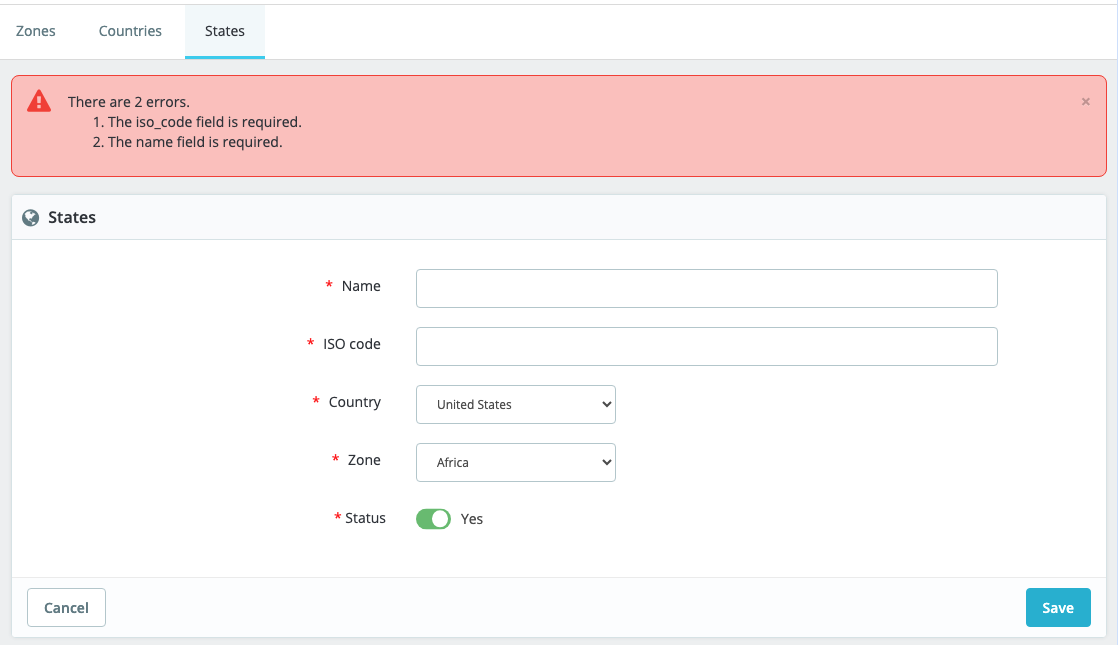 Zones Countries States
There are 2 errors.
×
1. The iso_code field is required.
2. The name field is required.
States
* Name
* ISO code
* Country United States
* Zone Africa
* Status Yes
Cancel Save